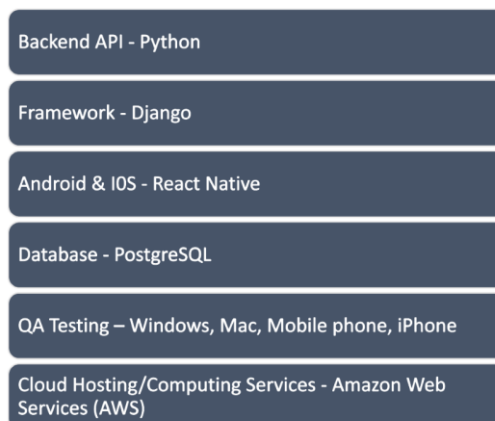 Backend API - Python
Framework - Django
Android & I0S - React Native
Database - PostgreSQL
QA Testing – Windows, Mac, Mobile phone, iPhone
Cloud Hosting/Computing Services - Amazon Web
Services (AWS)